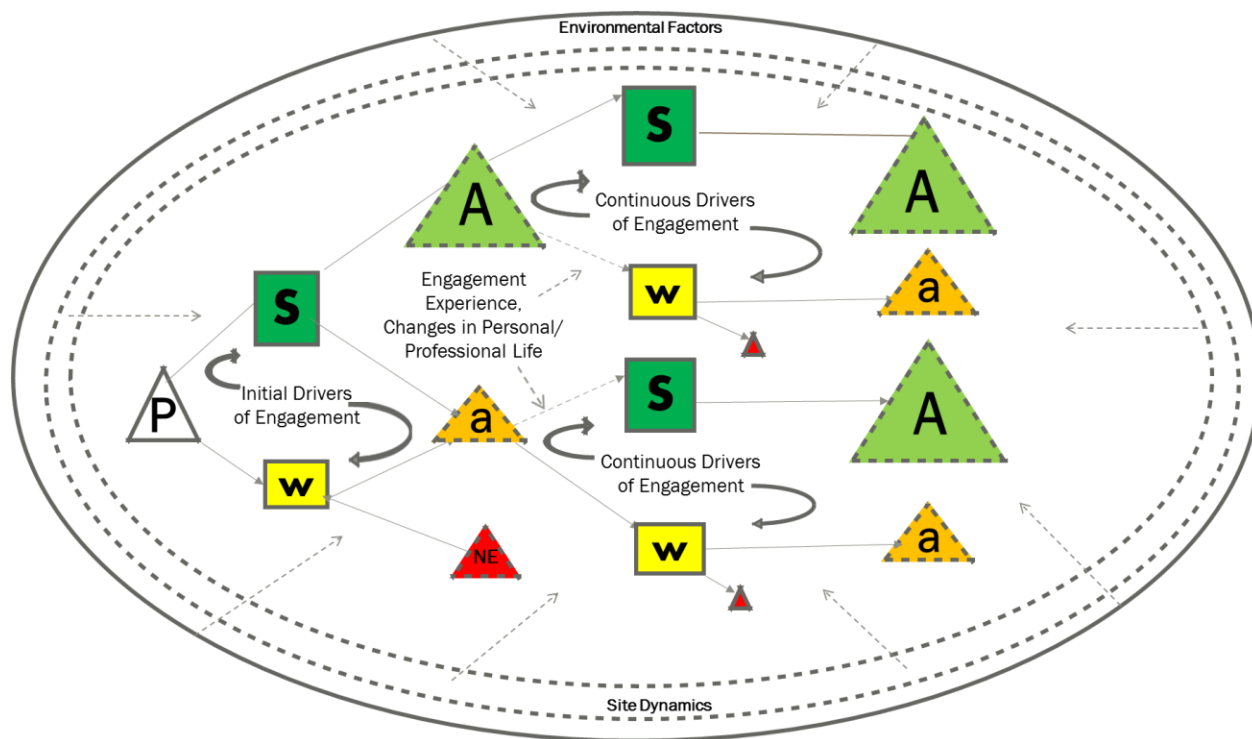 Environmental Factors
S
A
A
Continuous Drivers
of Engagement
S
w
a
Engagement
Experience,
Changes in Personal/
Professional Life
P
Initial Drivers
of Engagement
S
A
a
w
Continuous Drivers
of Engagement
NE
w
a
Site Dynamics